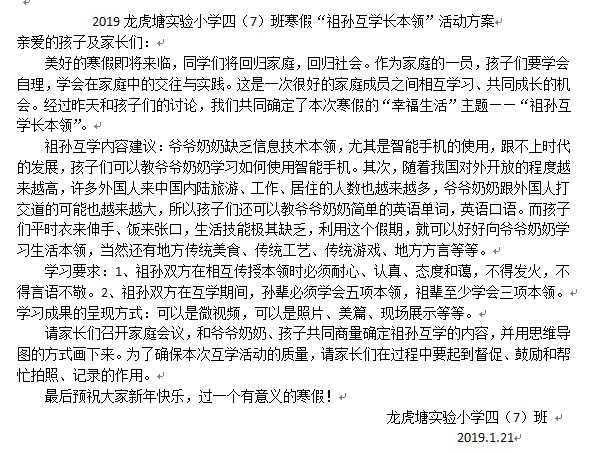 2019 龙虎塘实验小学四（7）班寒假“祖孙互学长本领”活动方案
亲爱的孩子及家长们：
美好的寒假即将来临，同学们将回归家庭，回归社会。作为家庭的一员，孩子们要学会
自理，学会在家庭中的交往与实践。这是一次很好的家庭成员之间相互学习、共同成长的机
会。经过昨天和孩子们的讨论，我们共同确定了本次寒假的“幸福生活”主题——“祖孙互
学长本领”。
祖孙互学内容建议：爷爷奶奶缺乏信息技术本领，尤其是智能手机的使用，跟不上时代
的发展，孩子们可以教爷爷奶奶学习如何使用智能手机。其次，随着我国对外开放的程度越
来越高，许多外国人来中国内陆旅游、工作、居住的人数也越来越多，爷爷奶奶跟外国人打
交道的可能也越来越大，所以孩子们还可以教爷爷奶奶简单的英语单词，英语口语。而孩子
们平时衣来伸手、饭来张口，生活技能极其缺乏，利用这个假期，就可以好好向爷爷奶奶学
习生活本领，当然还有地方传统美食、传统工艺、传统游戏、地方方言等等。
学习要求：1、祖孙双方在相互传授本领时必须耐心、认真、态度和蔼，不得发火，不
得言语不敬。2、祖孙双方在互学期间，孙辈必须学会五项本领，祖辈至少学会三项本领。
学习成果的呈现方式：可以是微视频，可以是照片、美篇、现场展示等等。
请家长们召开家庭会议，和爷爷奶奶、孩子共同商量确定祖孙互学的内容，并用思维导
图的方式画下来。为了确保本次互学活动的质量，请家长们在过程中要起到督促、鼓励和帮
忙拍照、记录的作用。
最后预祝大家新年快乐，过一个有意义的寒假！
龙虎塘实验小学四（7）班
2019.1.21